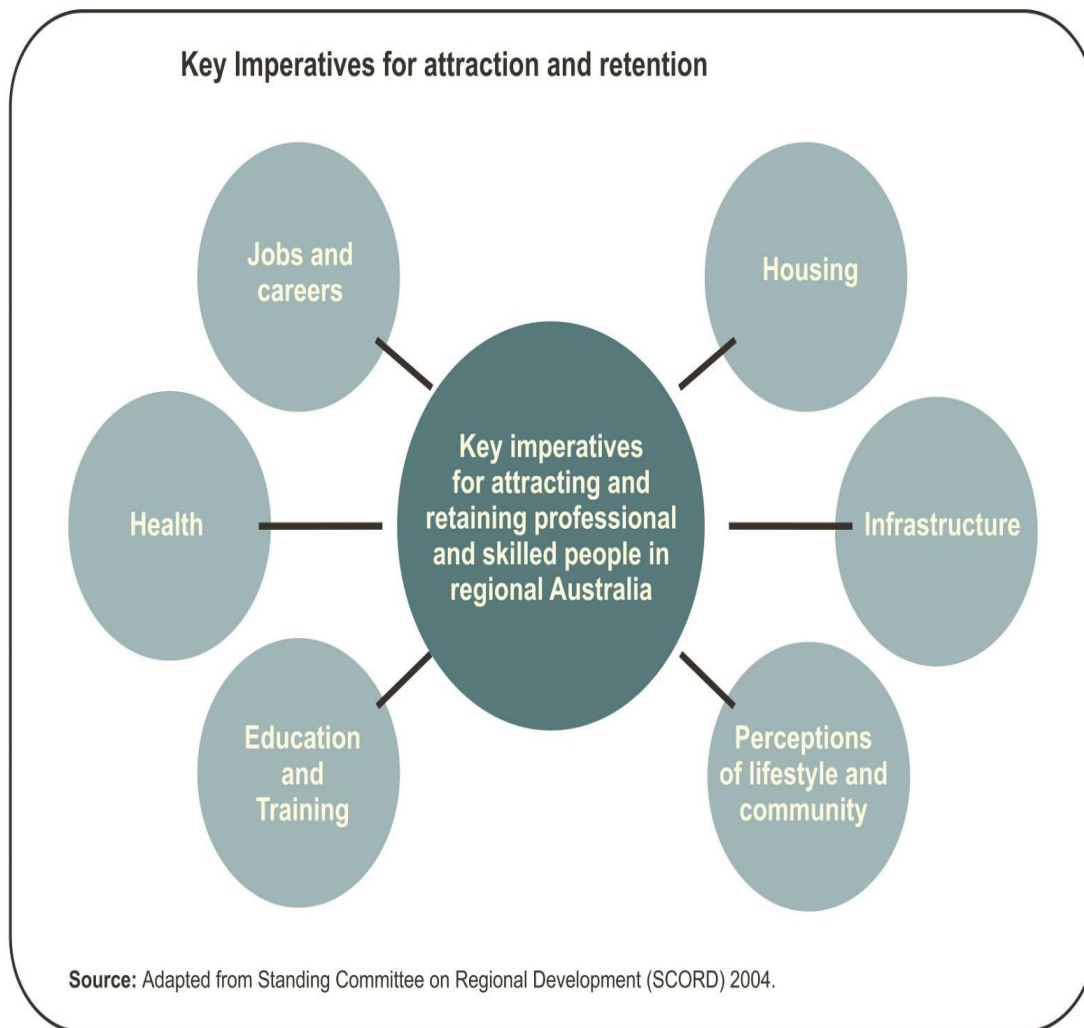 Key Imperatives for attraction and retention
Jobs and
careers
Housing
Health
Key imperatives
for attracting and
retaining professional
and skilled people in
regional Australia
Infrastructure
Education
and
Training
Perceptions
of lifestyle and
community
Source: Adapted from Standing Committee on Regional Development (SCORD) 2004.